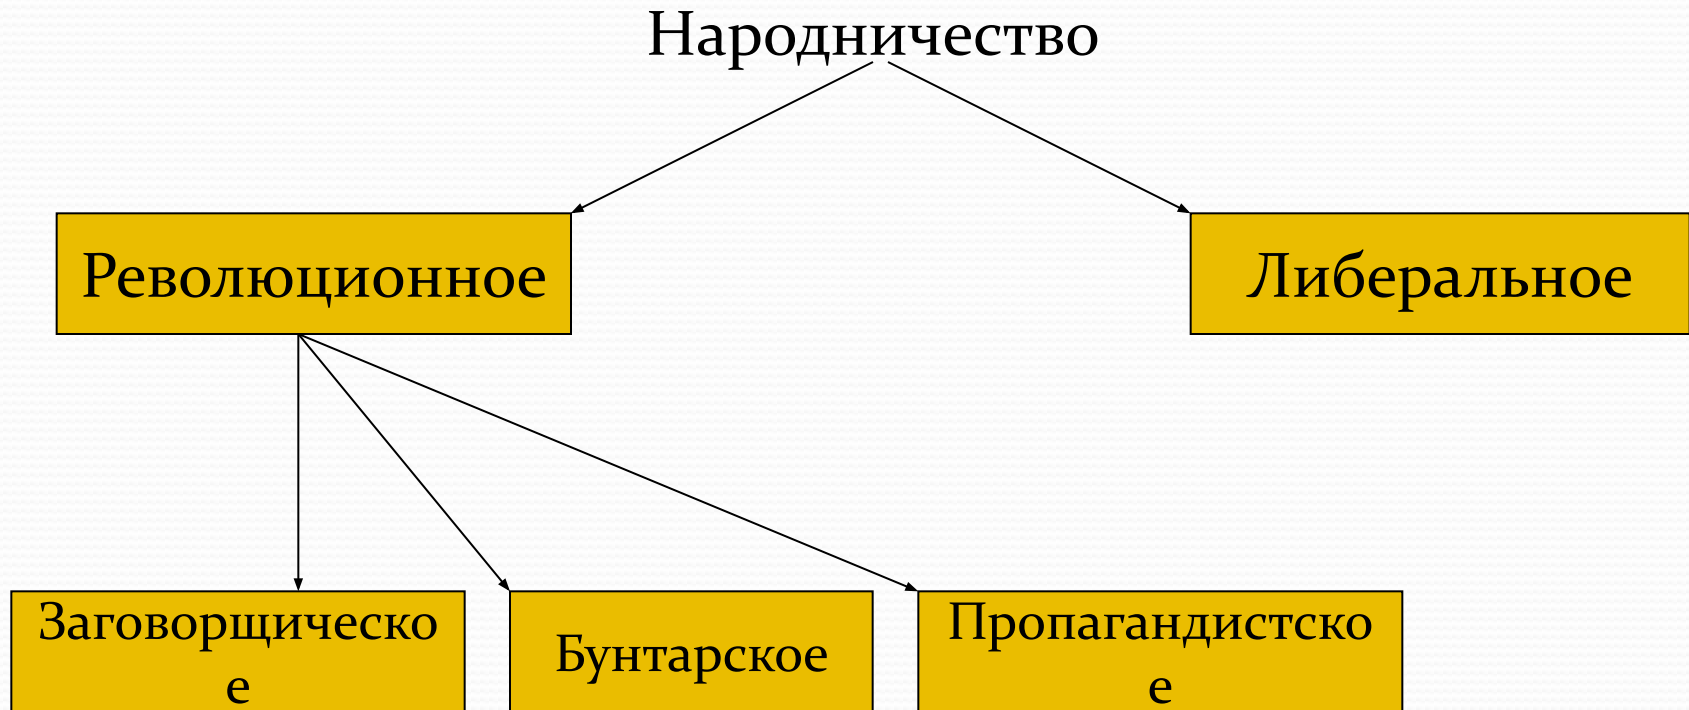 Народничество
Революционное
Либеральное
Заговорщическо
е
Бунтарское
Пропагандистско
е